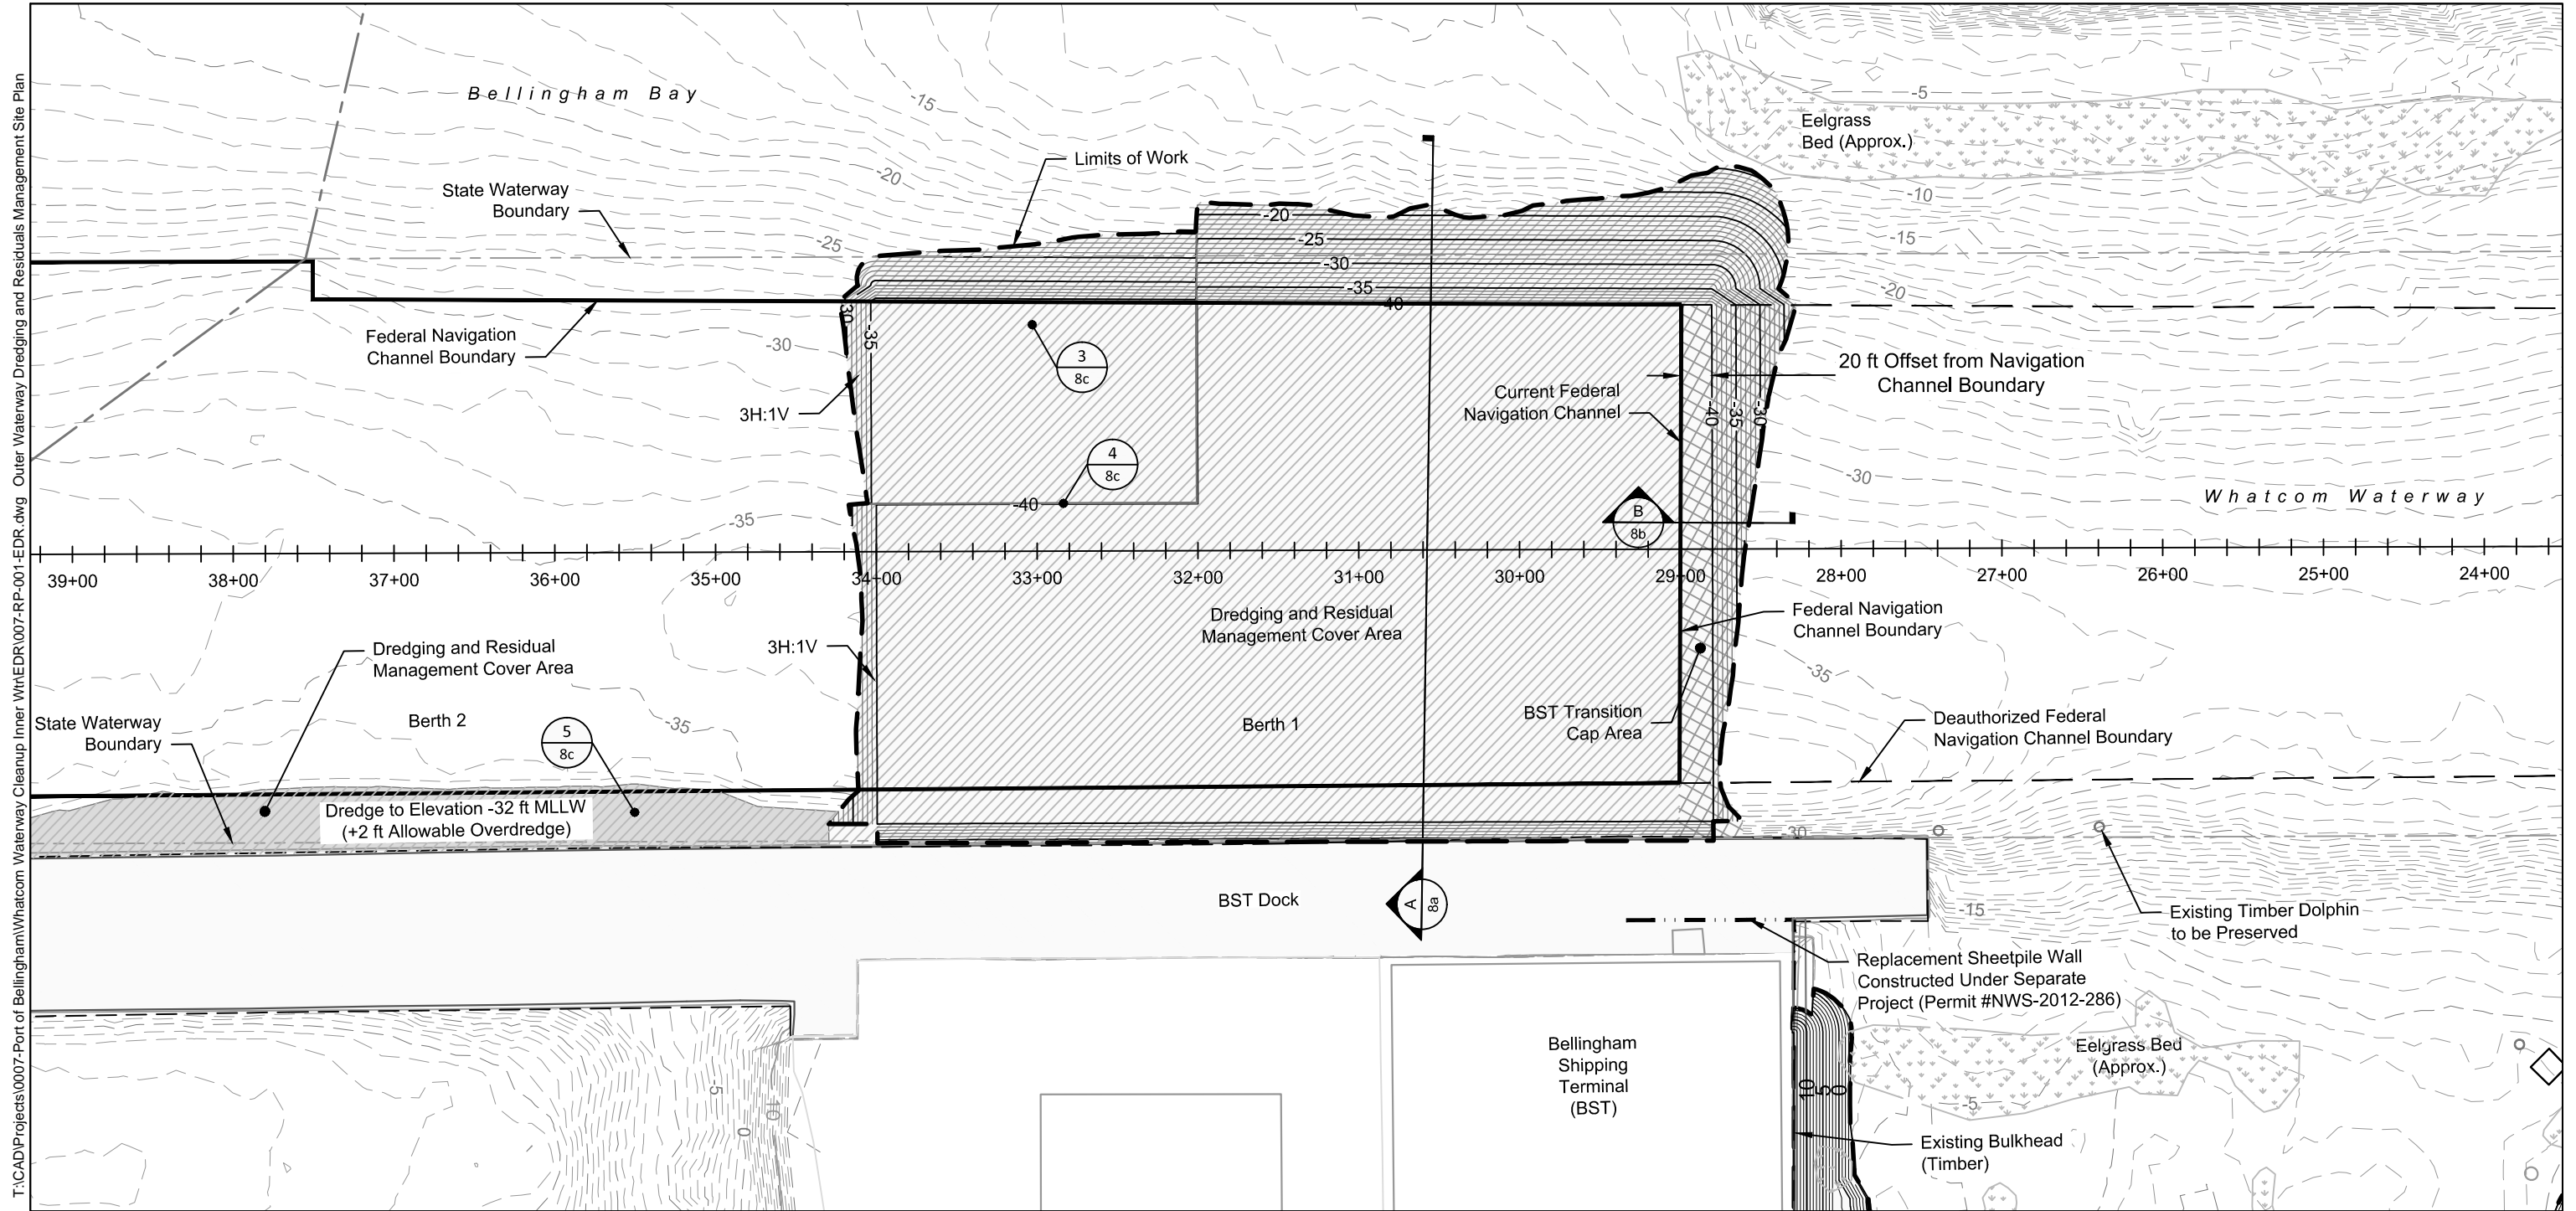 T:\CAD\Projects\0007-Port of Bellingham\Whatcom Waterway Cleanup Inner Wtr\EDR\007-RP-001-EDR.dwg Outer Waterway Dredging and Residuals Management Site Plan
Bellingham Bay
-15
-5
Eelgrass
Bed (Approx.)
Limits of Work
-20
State Waterway
Boundary
-10
-20
-25
-25
-15
-30
-35
-20
-40
30
-35
Federal Navigation
Channel Boundary
-30
3
8c
20 ft Offset from Navigation
Channel Boundary
Current Federal
Navigation Channel
3H:1V
-40
-35
-30
4
8c
-30
-40
-35
B
8b
Whatcom Waterway
39+00
38+00
37+00
36+00
35+00
34+00
33+00
32+00
31+00
30+00
29+00
28+00
27+00
26+00
25+00
24+00
Dredging and Residual
Management Cover Area
Federal Navigation
Channel Boundary
Dredging and Residual
Management Cover Area
3H:1V
-35
State Waterway
Boundary
Berth 2
-35
5
8c
Berth 1
BST Transition
Cap Area
Deauthorized Federal
Navigation Channel Boundary
Dredge to Elevation -32 ft MLLW
(+2 ft Allowable Overdredge)
-30
BST Dock
A
8a
-15
Existing Timber Dolphin
to be Preserved
Replacement Sheetpile Wall
Constructed Under Separate
Project (Permit #NWS-2012-286)
Bellingham
Shipping
Terminal
(BST)
Eelgrass Bed
(Approx.)
-5
10
5
0
5
10
0
Existing Bulkhead
(Timber)